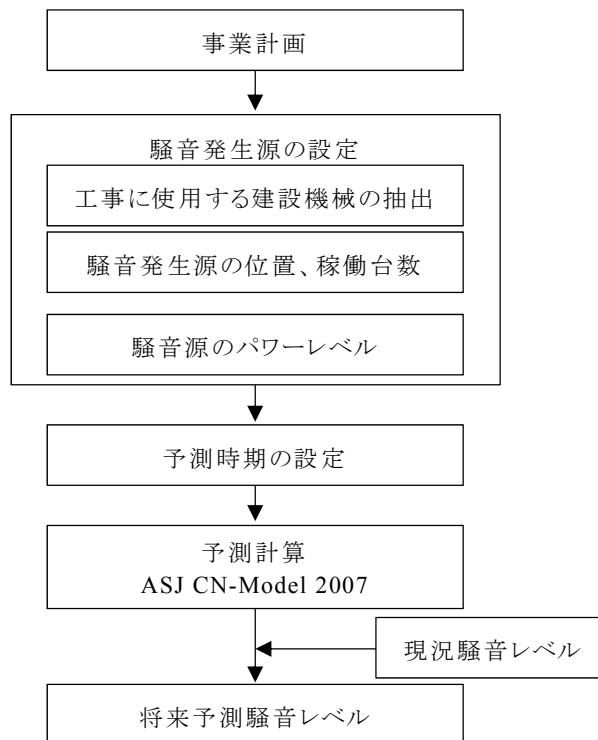 事業計画
騒音発生源の設定
工事に使用する建設機械の抽出
騒音発生源の位置、稼働台数
騒音源のパワーレベル
予測時期の設定
予測計算
ASJ CN-Model 2007
現況騒音レベル
将来予測騒音レベル